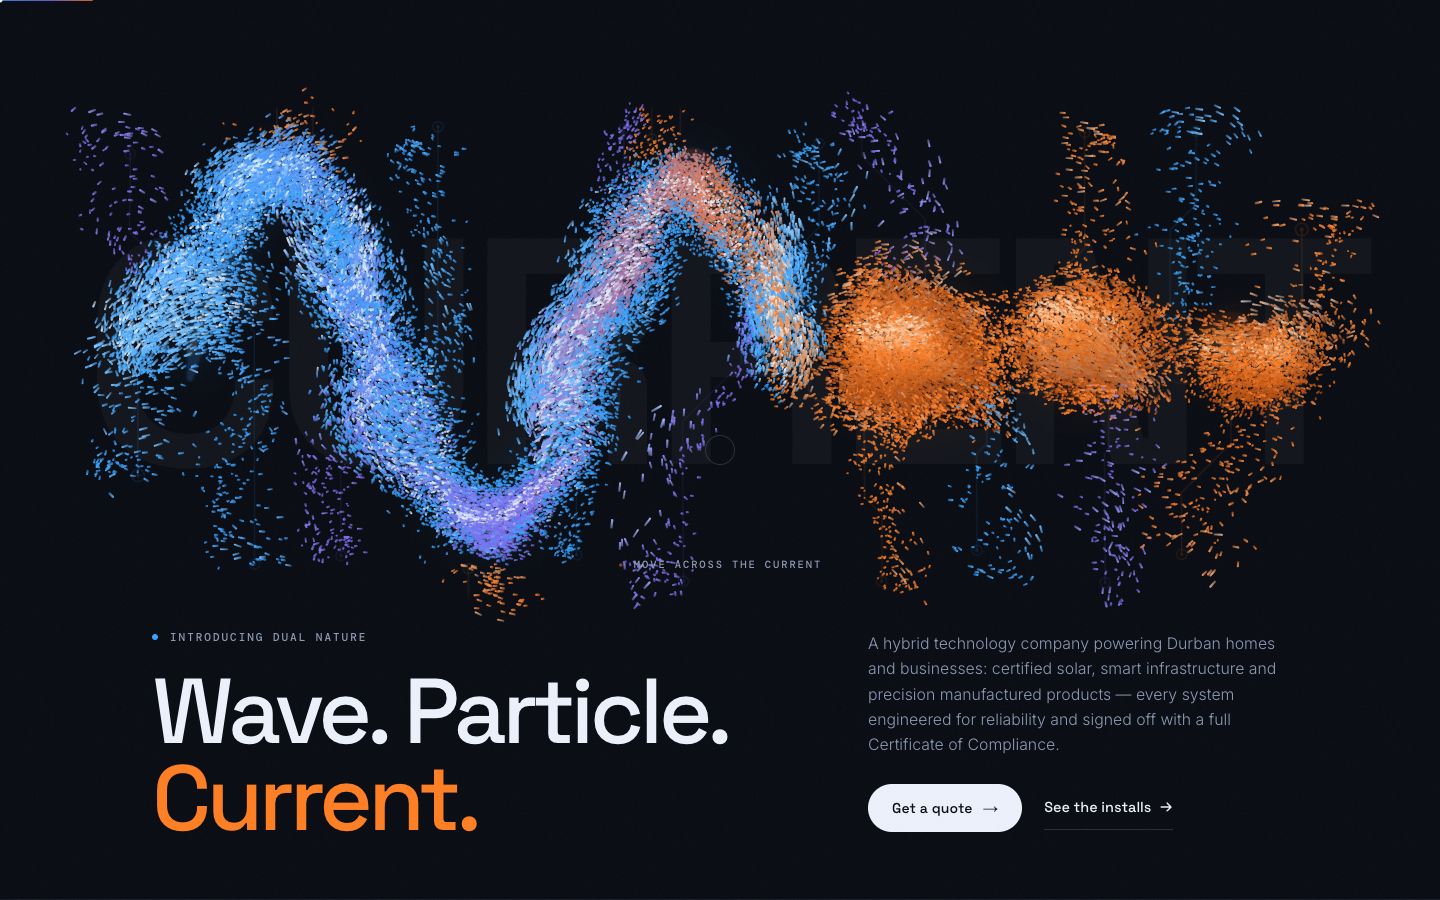 CURRENT
MOVE ACROSS THE CURRENT
INTRODUCING DUAL NATURE
Wave. Particle.
Current.
A hybrid technology company powering Durban homes
and businesses: certified solar, smart infrastructure and
precision manufactured products — every system
engineered for reliability and signed off with a full
Certificate of Compliance.
Get a quote →
See the installs →